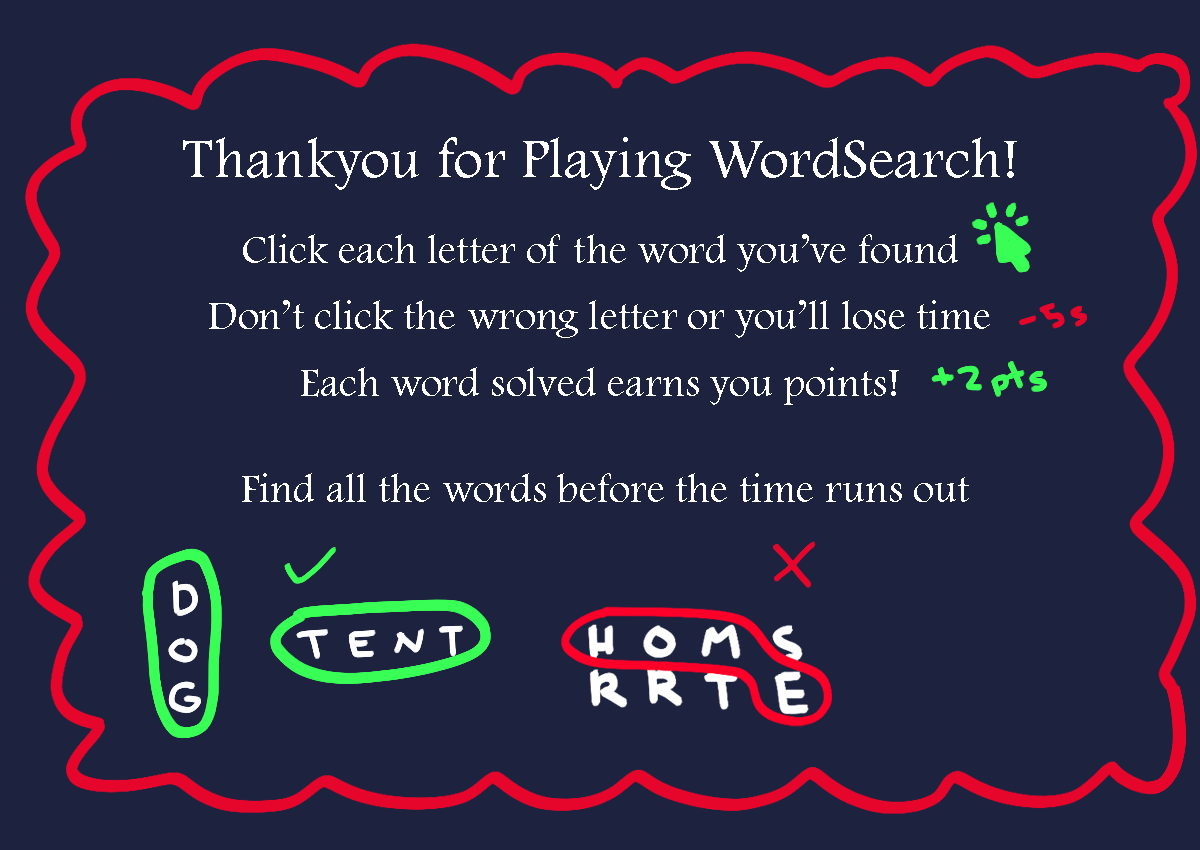 Thankyou for Playing WordSearch!
Click each letter of the word you've found
Don't click the wrong letter or you'll lose time -5s
Each word solved earns you points! +2 pts
Find all the words before the time runs out
D
O
G
TENT
HOMS
RRTE